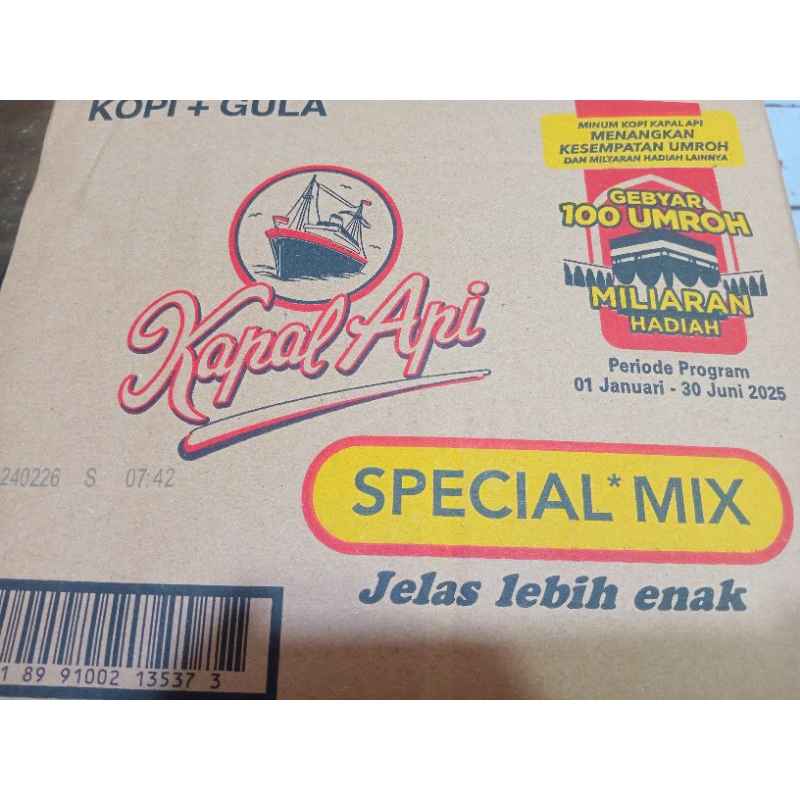 KOPI + GULA
MINUM KOPI KAPAL API
MENANGKAN
KESEMPATAN UMROH
DAN MILYARAN HADIAH LAINNYA
GEBYAR
100 UMROH
MILIARAN
HADIAH
Periode Program
01 Januari - 30 Juni 2025
Kapal Api
240226 S 07:42
SPECIAL* MIX
Jelas lebih enak
1 89 91002 13537 3